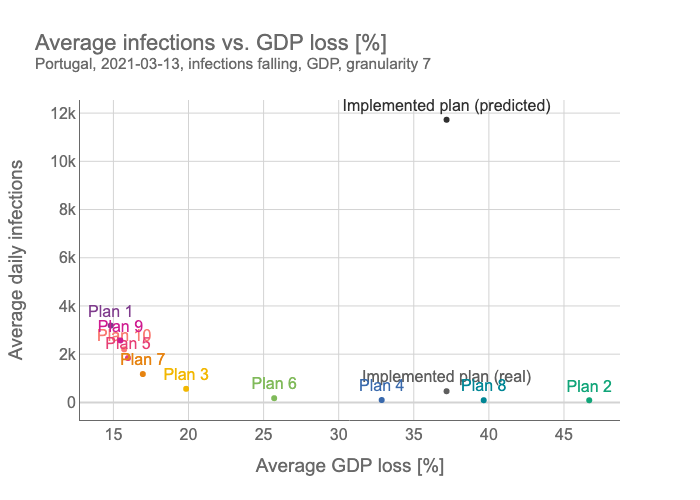 Average infections vs. GDP loss [%]
Portugal, 2021-03-13, infections falling, GDP, granularity 7
Implemented plan (predicted)
12k
10k
8k
6k
4k
2k
0
Average daily infections
Plan 1
Plan 9
Plan 10
Plan 5
Plan 7
Plan 3
Plan 6
Implemented plan (real)
Plan 4
Plan 8
Plan 2
15
20
25
30
35
40
45
Average GDP loss [%]